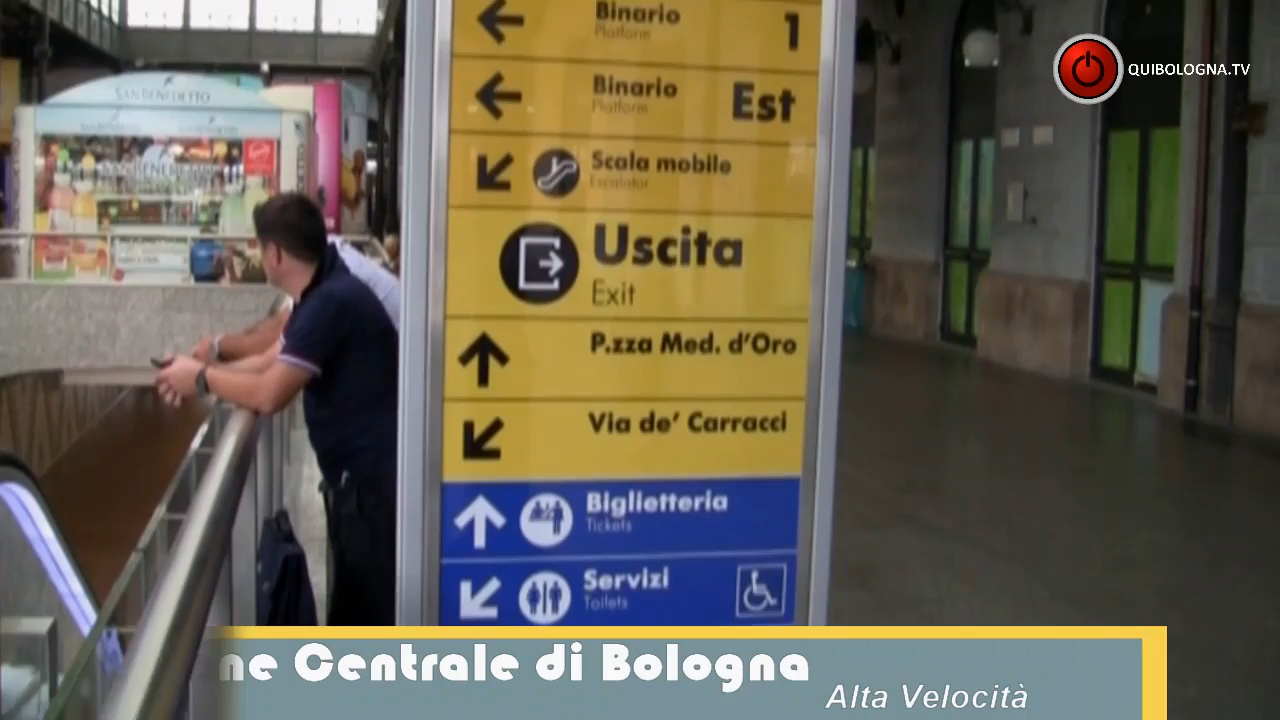 Binario 1
Platform
Binario Est
Platform
Scala mobile
Escalator
Uscita
Exit
P.zza Med. d'Oro
Via de' Carracci
Biglietteria
Tickets
Servizi
Toilets
SANBENEDETTO
QUIBOLOGNA.TV
ne Centrale di Bologna
Alta Velocità